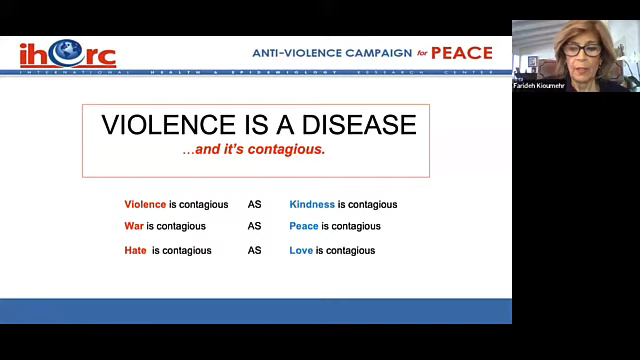 iherc
ANTI-VIOLENCE CAMPAIGN for PEACE
INTERNATIONAL HEALTH & EPIDEMIOLOGY RESEARCH CENTER
VIOLENCE IS A DISEASE
...and it's contagious.
Violence is contagious AS Kindness is contagious
War is contagious AS Peace is contagious
Hate is contagious AS Love is contagious
Farideh Kioumehr